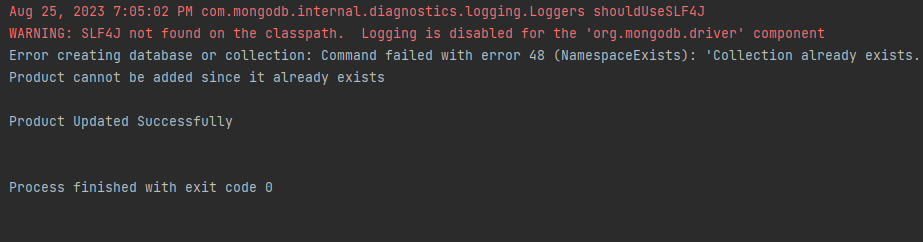 Aug 25, 2023 7:05:02 PM com.mongodb.internal.diagnostics.logging.Loggers shouldUseSLF4J
WARNING: SLF4J not found on the classpath.  Logging is disabled for the 'org.mongodb.driver' component
Error creating database or collection: Command failed with error 48 (NamespaceExists): 'Collection already exists.
Product cannot be added since it already exists
Product Updated Successfully
Process finished with exit code 0